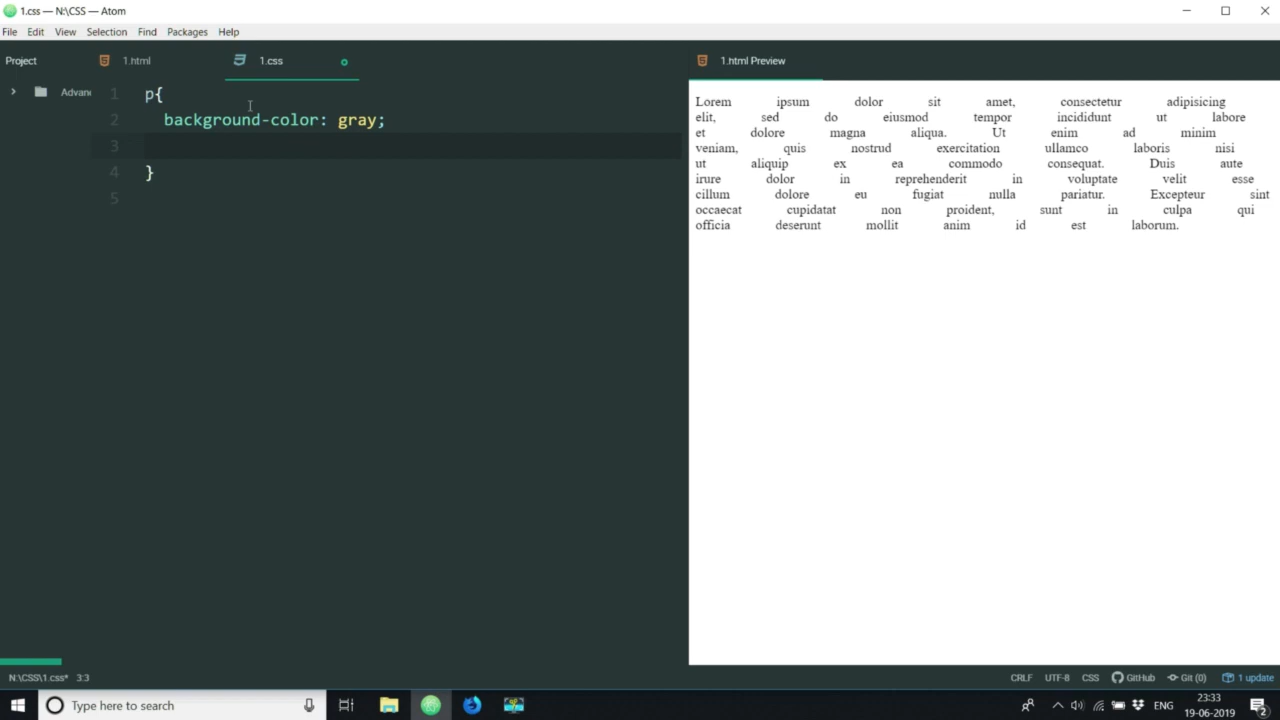 1.css — N:\CSS — Atom
File Edit View Selection Find Packages Help
Project 1.html 1.css 1.html Preview
Advanc
1 p{
2 background-color: gray;
3
4 }
5
Lorem ipsum dolor sit amet, consectetur adipisicing
elit, sed do eiusmod tempor incididunt ut labore
et dolore magna aliqua. Ut enim ad minim
veniam, quis nostrud exercitation ullamco laboris nisi
ut aliquip ex ea commodo consequat. Duis aute
irure dolor in reprehenderit in voluptate velit esse
cillum dolore eu fugiat nulla pariatur. Excepteur sint
occaecat cupidatat non proident, sunt in culpa qui
officia deserunt mollit anim id est laborum.
N:\CSS\1.css* 3:3 CRLF UTF-8 CSS GitHub Git (0) 1 update
Type here to search ENG 23:33
19-06-2019 2